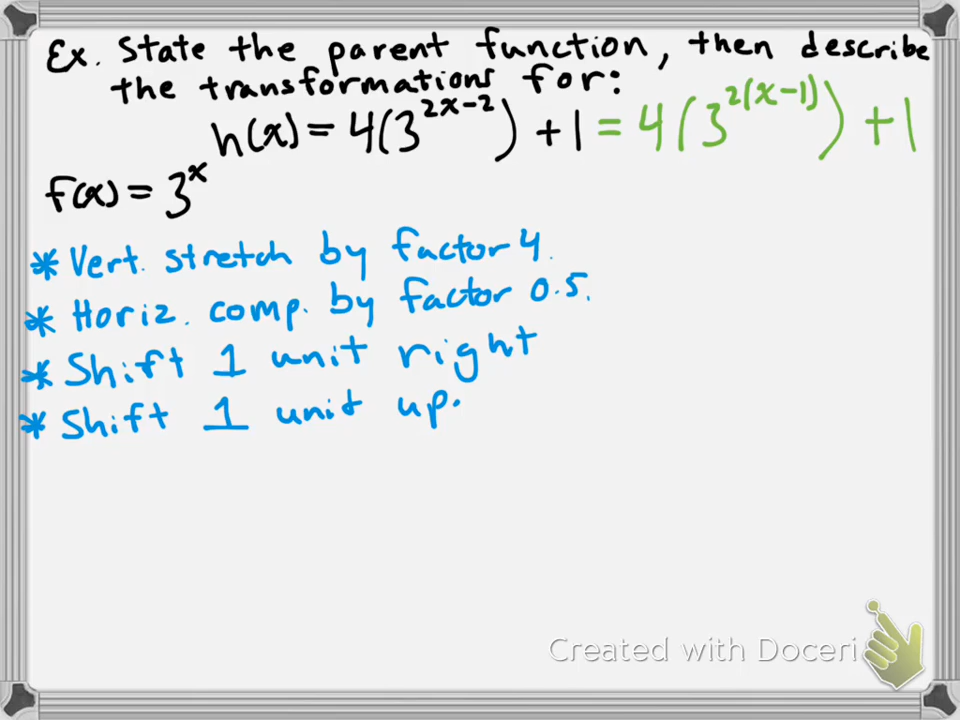 Ex. State the parent function, then describe
the transformations for:
h(x) = 4(3^{2x-2}) + 1 = 4(3^{2(x-1)}) + 1
f(x) = 3^x
* Vert. stretch by factor 4.
* Horiz. comp. by factor 0.5.
* Shift 1 unit right
* Shift 1 unit up.
Created with Doceri